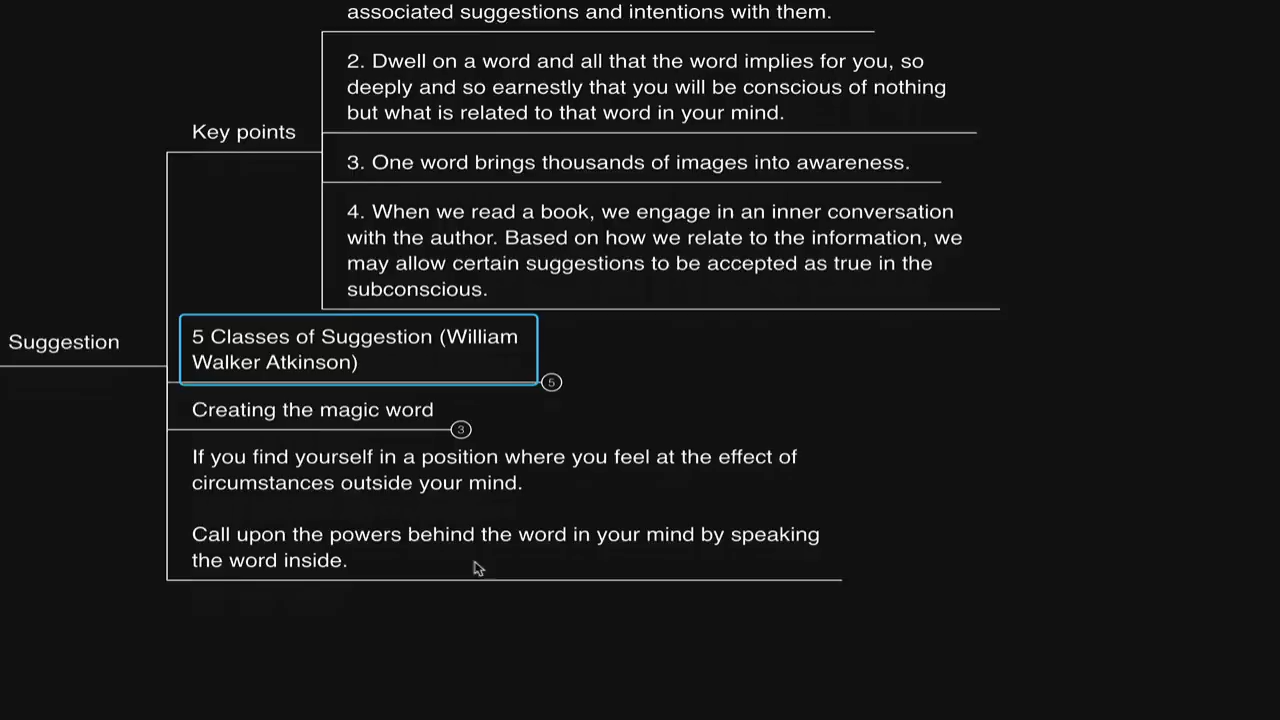 associated suggestions and intentions with them.
2. Dwell on a word and all that the word implies for you, so
deeply and so earnestly that you will be conscious of nothing
but what is related to that word in your mind.
Key points
3. One word brings thousands of images into awareness.
4. When we read a book, we engage in an inner conversation
with the author. Based on how we relate to the information, we
may allow certain suggestions to be accepted as true in the
subconscious.
Suggestion
5 Classes of Suggestion (William
Walker Atkinson)
5
Creating the magic word
3
If you find yourself in a position where you feel at the effect of
circumstances outside your mind.
Call upon the powers behind the word in your mind by speaking
the word inside.